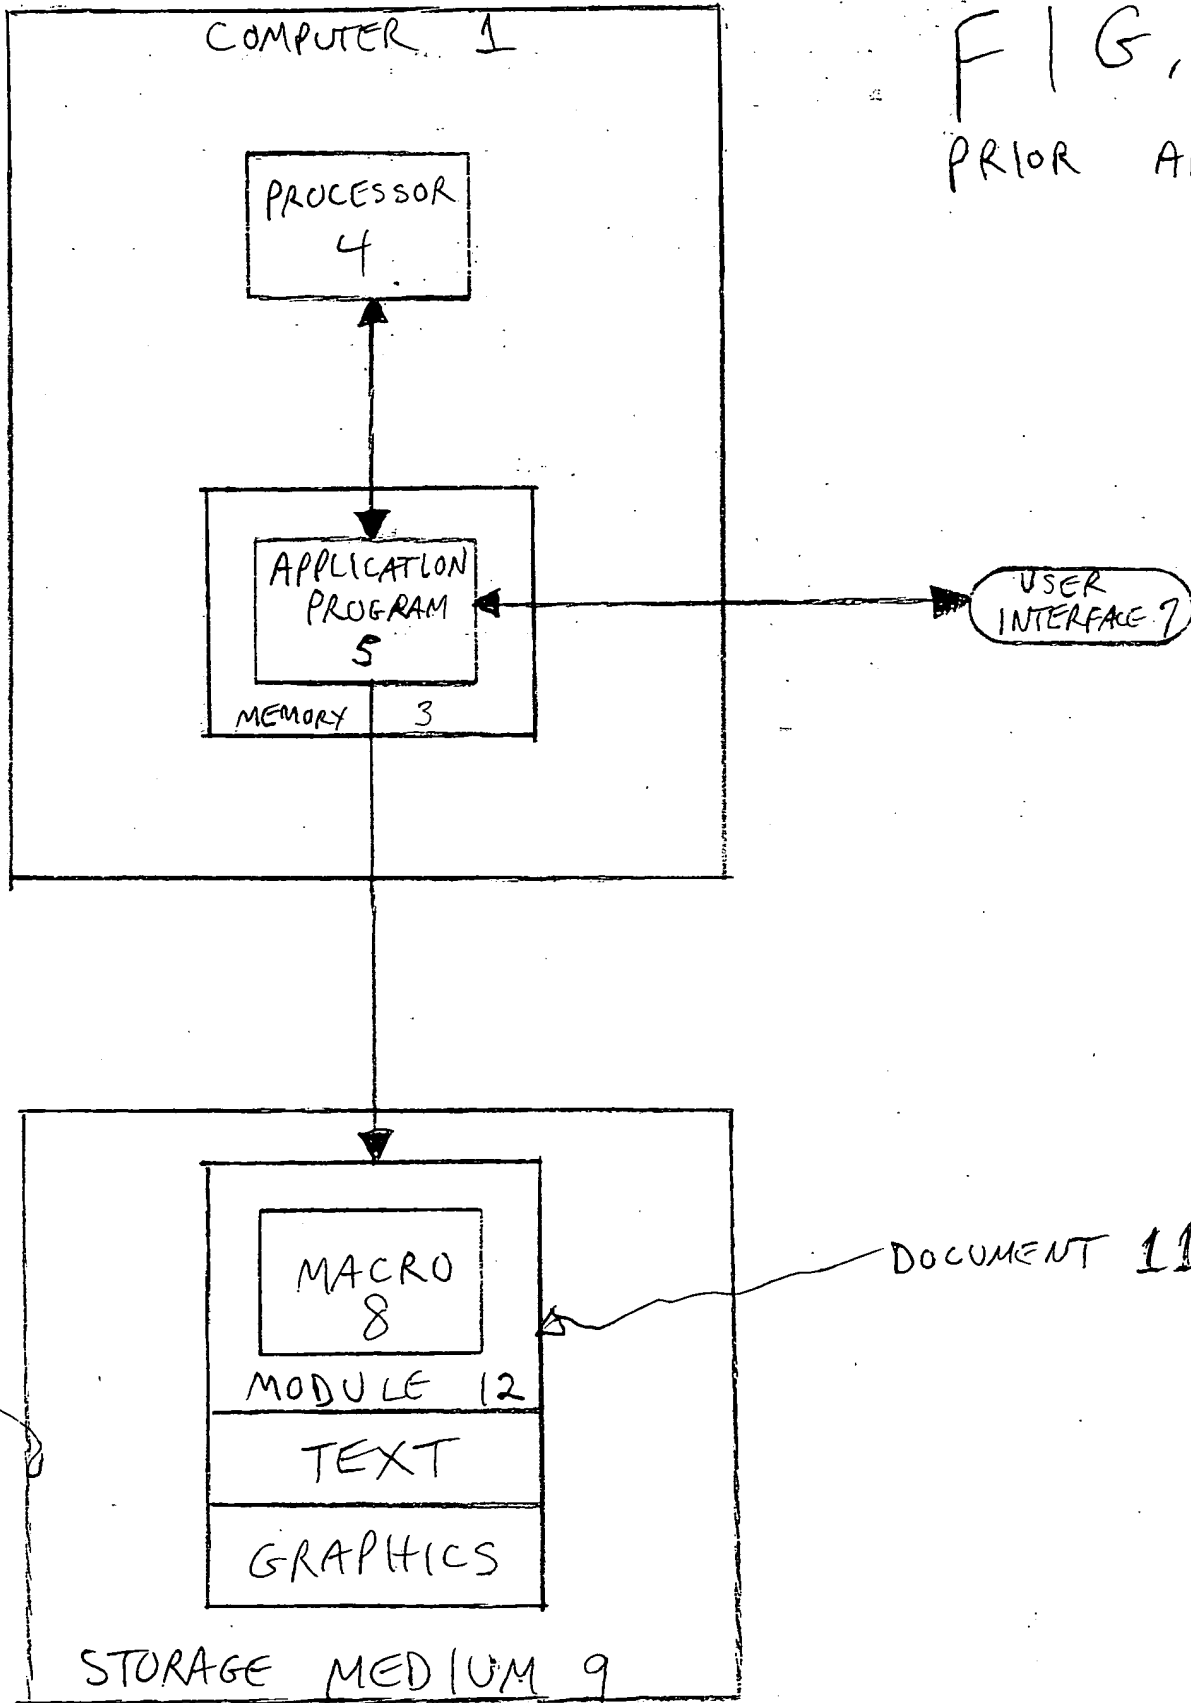 COMPUTER 1
FIG.
PRIOR
PROCESSOR
4
APPLICATION
PROGRAM
5
MEMORY 3
USER
INTERFACE 7
MACRO
8
DOCUMENT 11
MODULE 12
TEXT
GRAPHICS
STORAGE MEDIUM 9